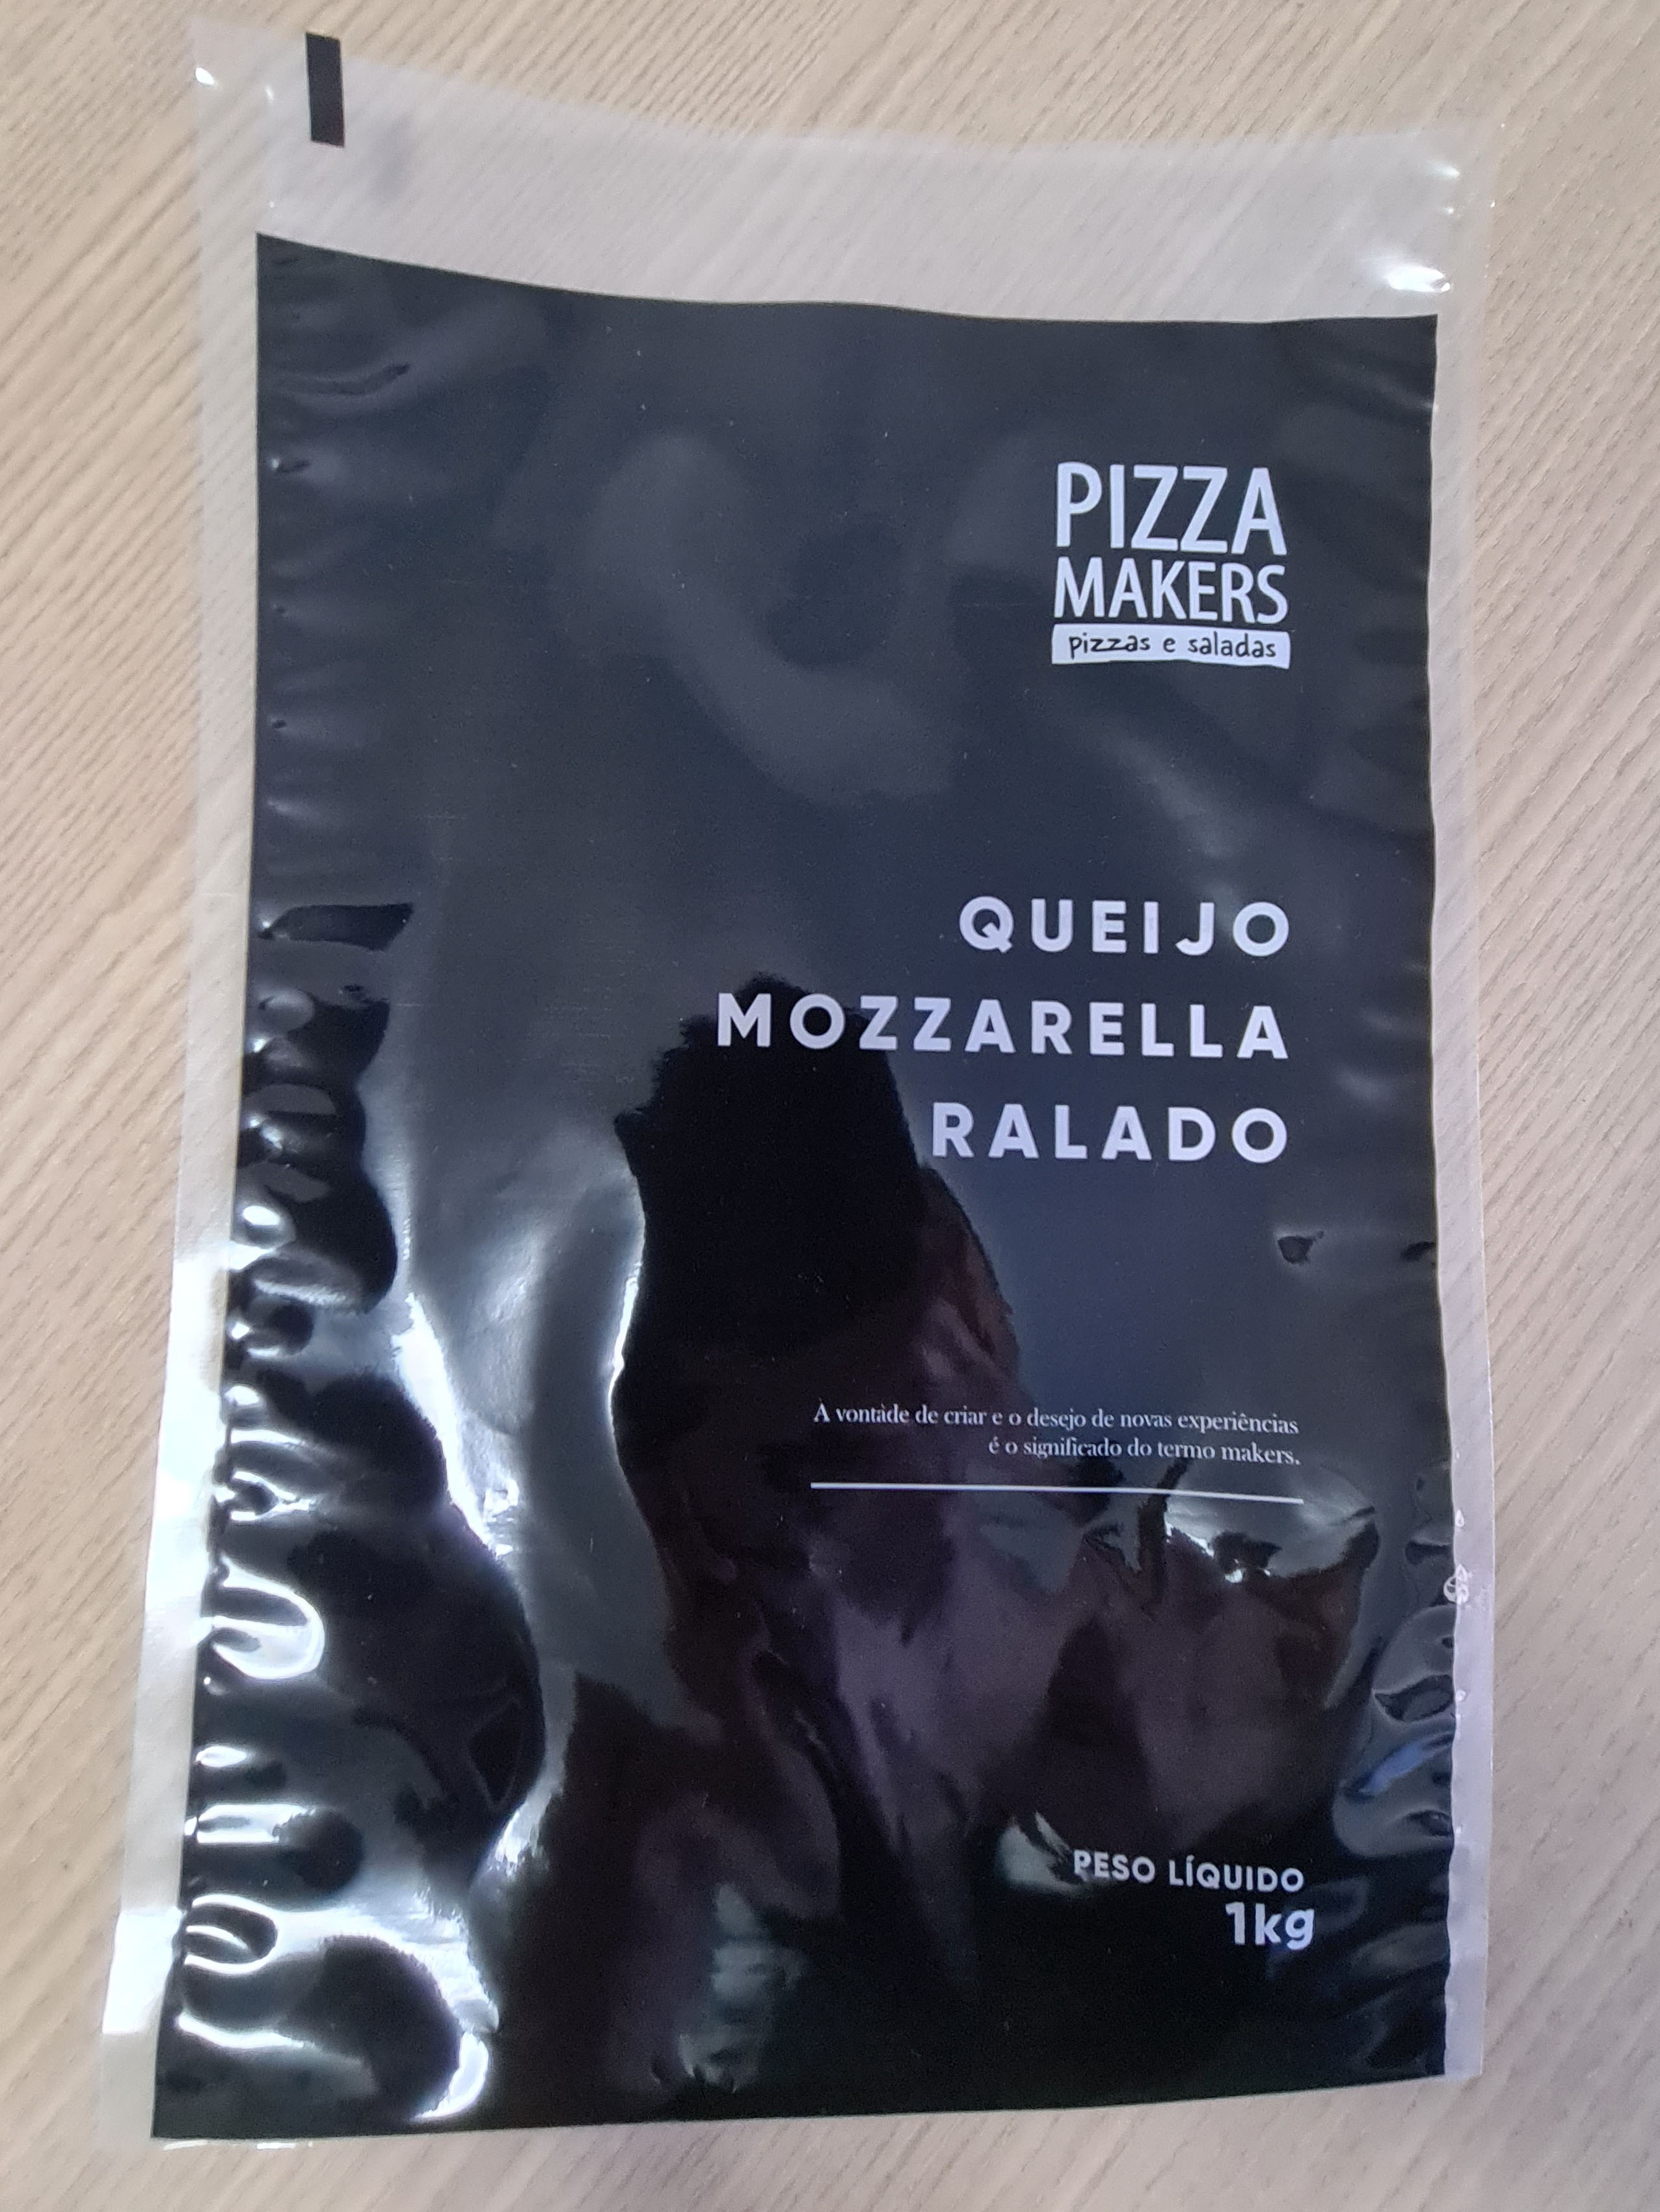 PIZZA
MAKERS
pizzas e saladas
QUEIJO
MOZZARELLA
RALADO
A vontade de criar e o desejo de novas experiências
é o significado do termo makers.
PESO LÍQUIDO
1kg